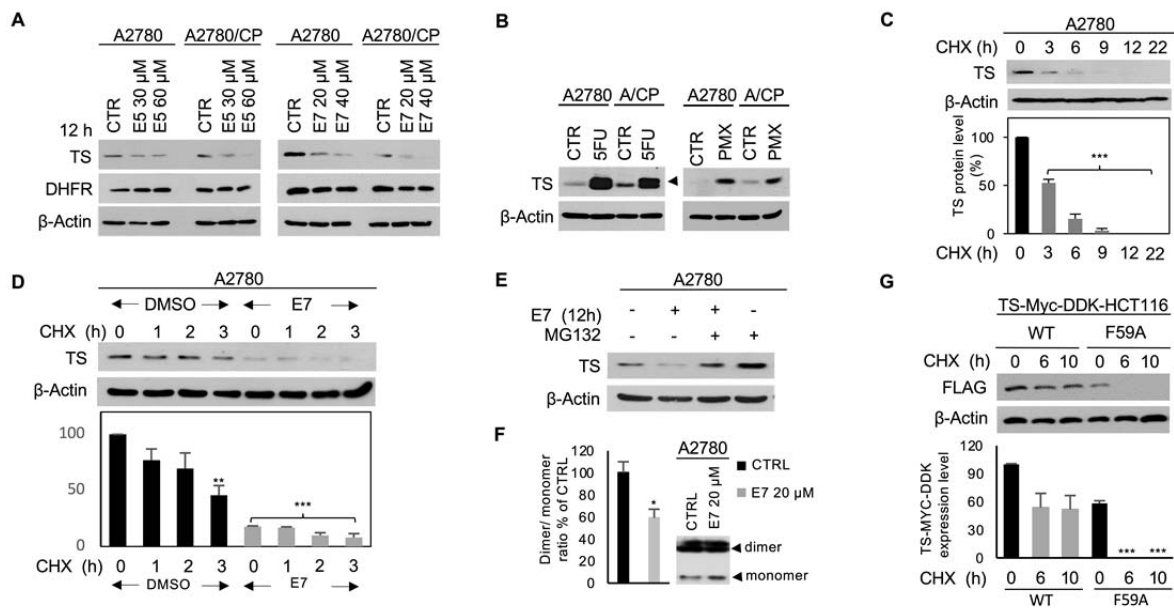 A
A2780 A2780/CP A2780 A2780/CP
12 h CTR E5 30 µM E5 60 µM CTR E5 30 µM E5 60 µM CTR E7 20 µM E7 40 µM CTR E7 20 µM E7 40 µM
TS
DHFR
β-Actin
B
A2780 A/CP A2780 A/CP
CTR 5FU CTR 5FU CTR PMX CTR PMX
TS
β-Actin
C
A2780
CHX (h) 0 3 6 9 12 22
TS
β-Actin
TS protein level
(%)
100
50
0
***
CHX (h) 0 3 6 9 12 22
D
A2780
DMSO E7
CHX (h) 0 1 2 3 0 1 2 3
TS
β-Actin
100
50
0
**
***
CHX (h) 0 1 2 3 0 1 2 3
DMSO E7
E
A2780
E7 (12h) - + + -
MG132 - - + +
TS
β-Actin
F
Dimer/ monomer
ratio % of CTRL
120
100
80
60
40
20
0
*
A2780
CTRL E7 20 µM
CTRL
E7 20 µM
dimer
monomer
G
TS-Myc-DDK-HCT116
WT F59A
CHX (h) 0 6 10 0 6 10
FLAG
β-Actin
TS-MYC-DDK
expression level
120
90
60
30
0
*** ***
CHX (h) 0 6 10 0 6 10
WT F59A